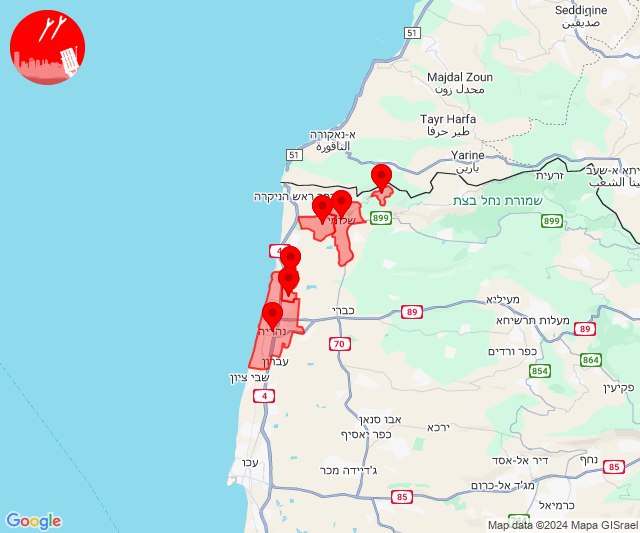 Seddiqine
صديقين
51
Majdal Zoun
مجدل زون
Tayr Harfa
طير حرفا
א-נאקורה
الناقورة
51
Yarine
يارين
זרעית
יתא א-שעב
יتا الشعب
ראש הניקרה
שמורת נחל בצת
שלומי
899
899
4
כברי
89
מעיליא
נהריה
מעלות תרשיחא
89
70
כפר ורדים
עברון
864
854
שבי ציון
פקיעין
4
אבו סנאן
ירכא
כפר יאסיף
עכו
ג'דיידה מכר
דיר אל-אסד
נחף
85
מג'ד אל-כרום
85
כרמיאל
Google
Map data ©2024 Mapa GISrael